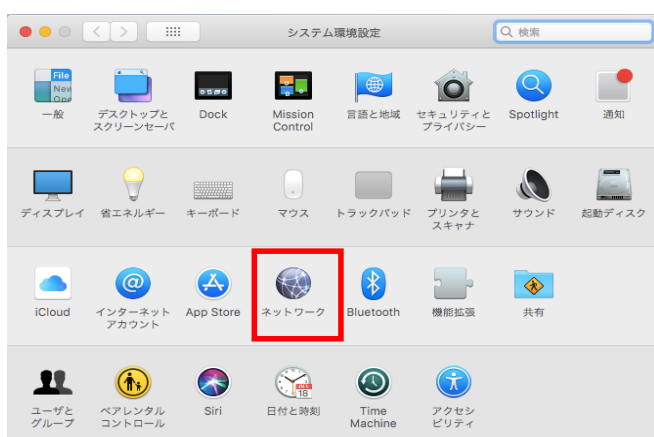 システム環境設定
検索
File
New
Ope
一般
デスクトップと
スクリーンセーバ
Dock
Mission
Control
言語と地域
セキュリティと
プライバシー
Spotlight
通知
ディスプレイ
省エネルギー
キーボード
マウス
トラックパッド
プリンタと
スキャナ
サウンド
起動ディスク
iCloud
インターネット
アカウント
App Store
ネットワーク
Bluetooth
機能拡張
共有
ユーザと
グループ
ペアレンタル
コントロール
Siri
18
日付と時刻
Time
Machine
アクセシ
ビリティ